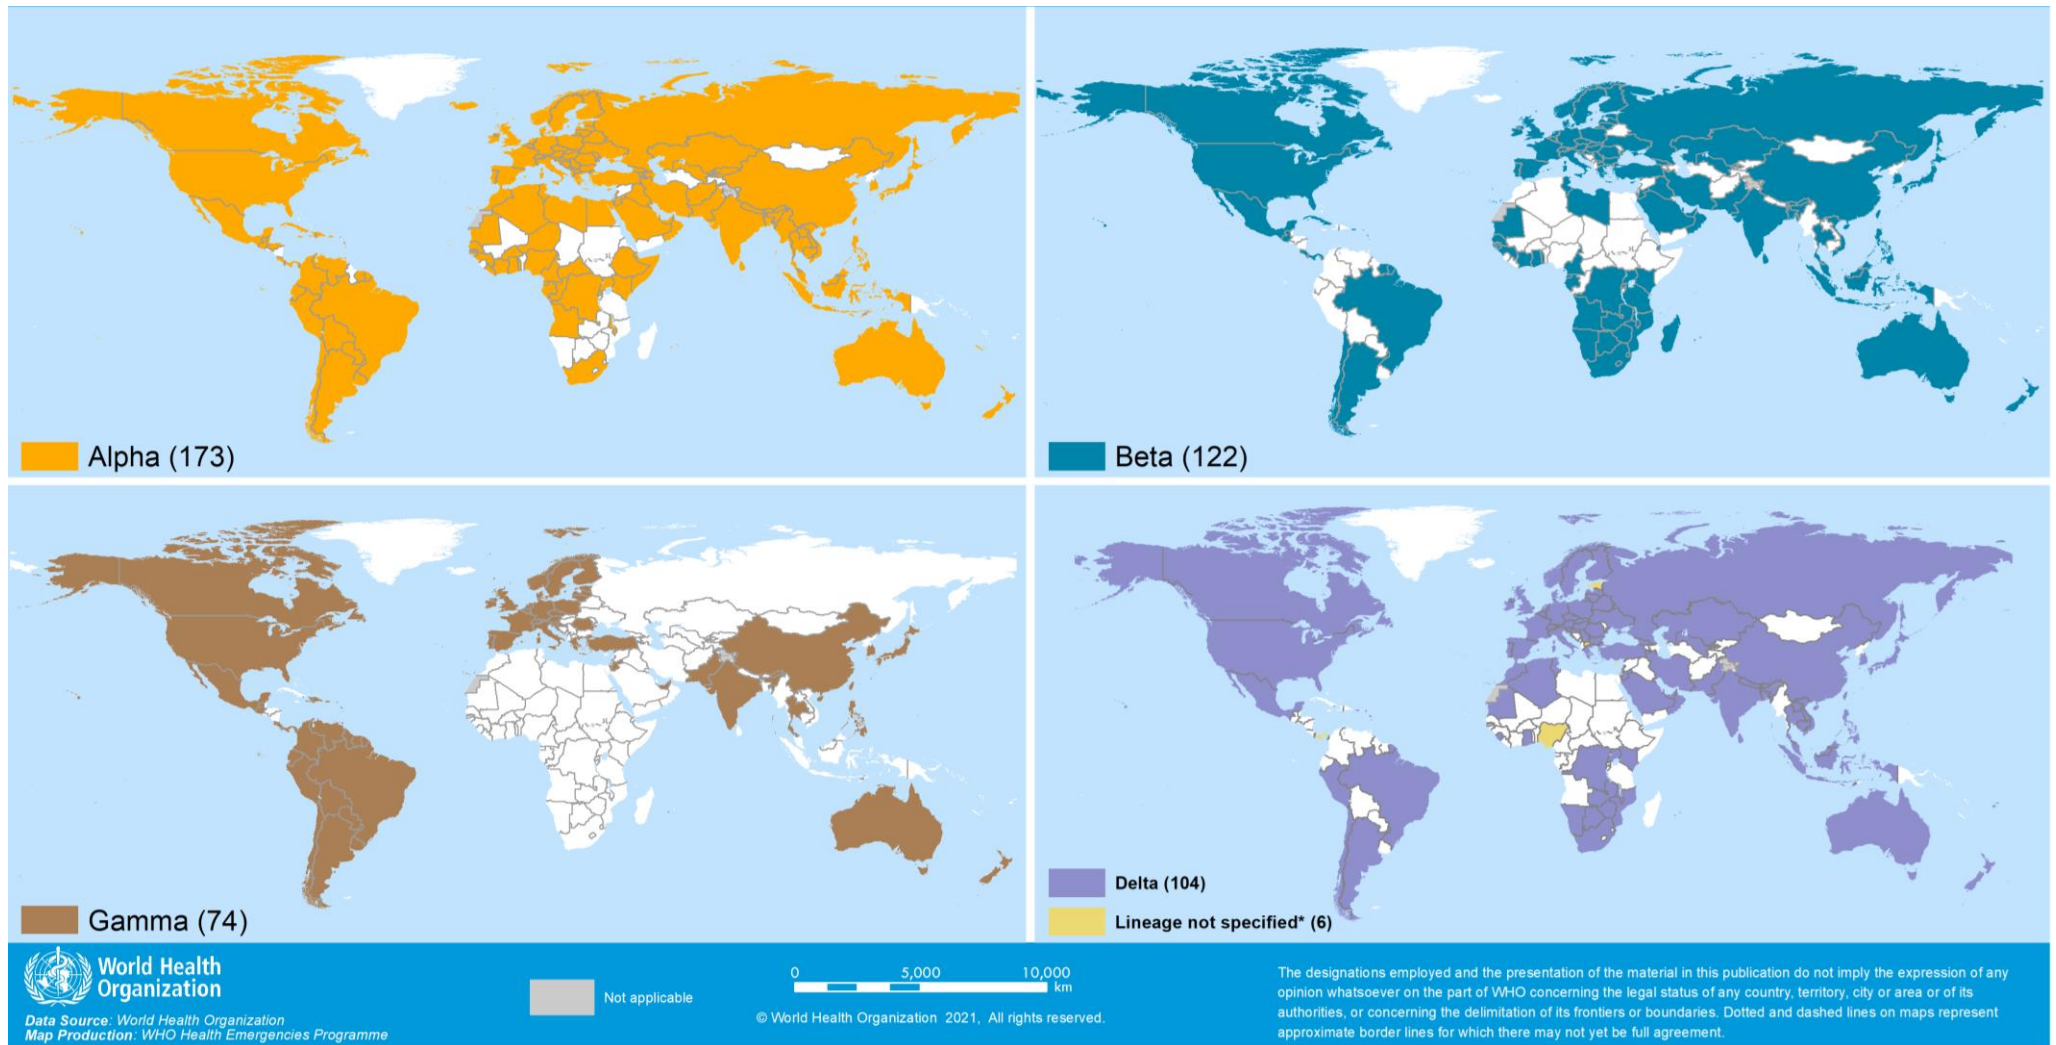 Alpha (173)
Beta (122)
Gamma (74)
Delta (104)
Lineage not specified* (6)
World Health
Organization
Data Source: World Health Organization
Map Production: WHO Health Emergencies Programme
Not applicable
0 5,000 10,000
km
© World Health Organization 2021, All rights reserved.
The designations employed and the presentation of the material in this publication do not imply the expression of any
opinion whatsoever on the part of WHO concerning the legal status of any country, territory, city or area or of its
authorities, or concerning the delimitation of its frontiers or boundaries. Dotted and dashed lines on maps represent
approximate border lines for which there may not yet be full agreement.